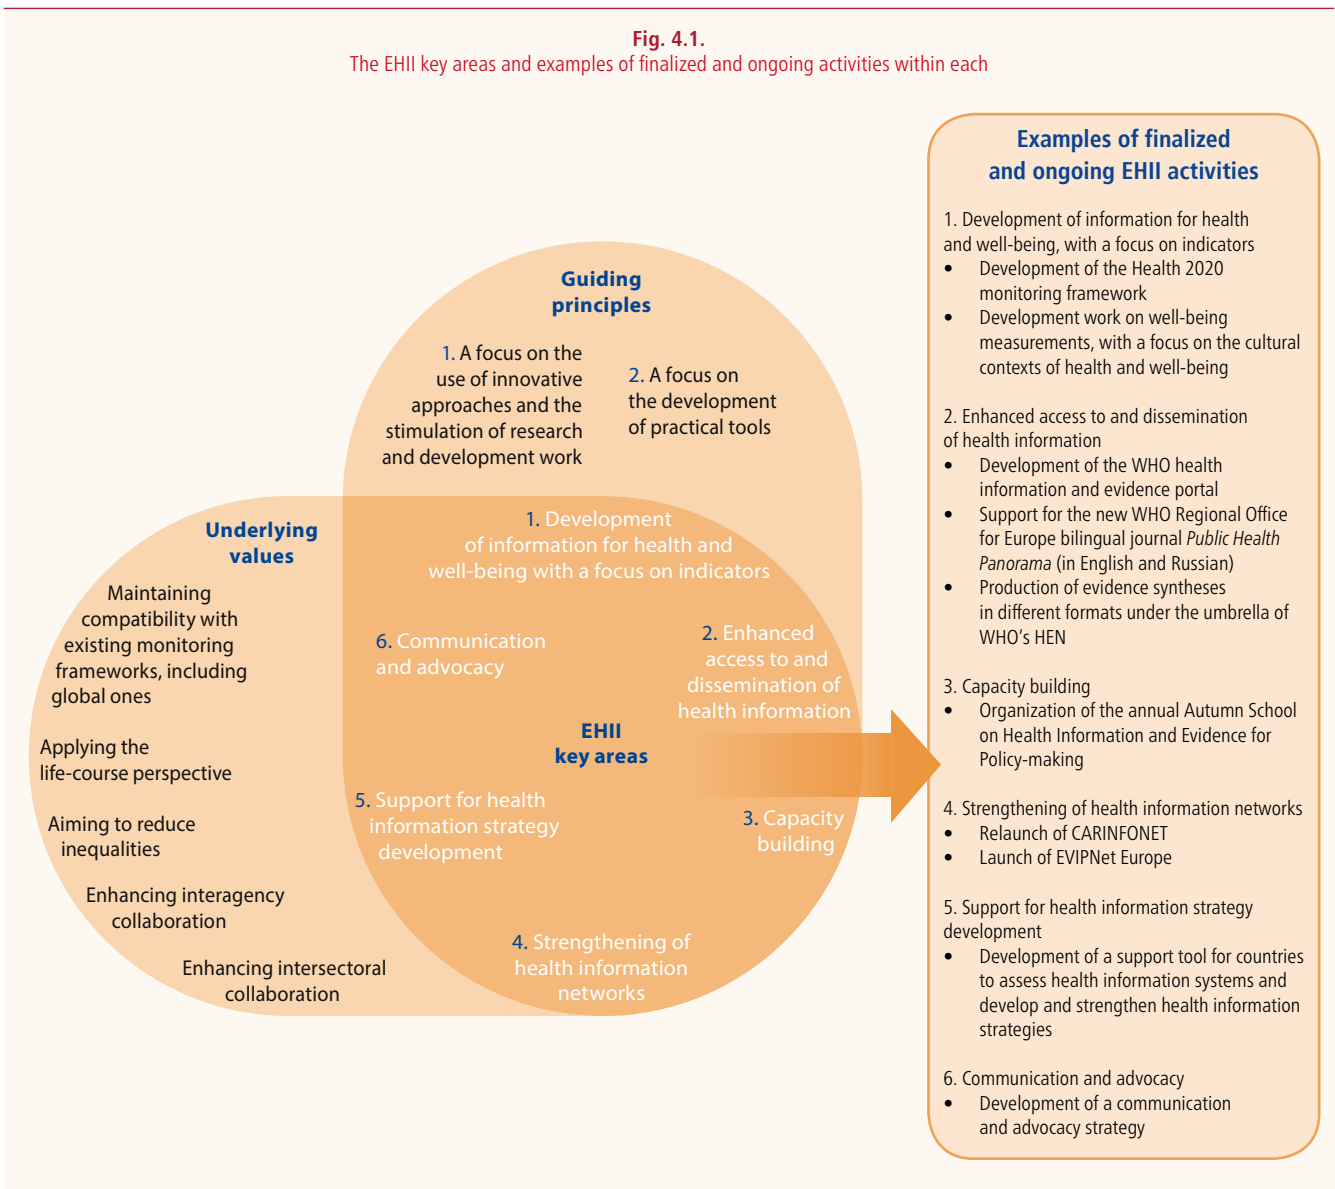 Fig. 4.1.
The EHII key areas and examples of finalized and ongoing activities within each
Guiding
principles
1. A focus on the
use of innovative
approaches and the
stimulation of research
and development work
2. A focus on
the development
of practical tools
Underlying
values
Maintaining
compatibility with
existing monitoring
frameworks, including
global ones
Applying the
life-course perspective
Aiming to reduce
inequalities
Enhancing interagency
collaboration
Enhancing intersectoral
collaboration
1. Development
of information for health and
well-being with a focus on indicators
2. Enhanced
access to and
dissemination of
health information
3. Capacity
building
4. Strengthening of
health information
networks
5. Support for health
information strategy
development
6. Communication
and advocacy
EHII
key areas
Examples of finalized
and ongoing EHII activities
1. Development of information for health
and well-being, with a focus on indicators
• Development of the Health 2020
monitoring framework
• Development work on well-being
measurements, with a focus on the cultural
contexts of health and well-being
2. Enhanced access to and dissemination
of health information
• Development of the WHO health
information and evidence portal
• Support for the new WHO Regional Office
for Europe bilingual journal Public Health
Panorama (in English and Russian)
• Production of evidence syntheses
in different formats under the umbrella of
WHO's HEN
3. Capacity building
• Organization of the annual Autumn School
on Health Information and Evidence for
Policy-making
4. Strengthening of health information networks
• Relaunch of CARINFONET
• Launch of EVIPNet Europe
5. Support for health information strategy
development
• Development of a support tool for countries
to assess health information systems and
develop and strengthen health information
strategies
6. Communication and advocacy
• Development of a communication
and advocacy strategy